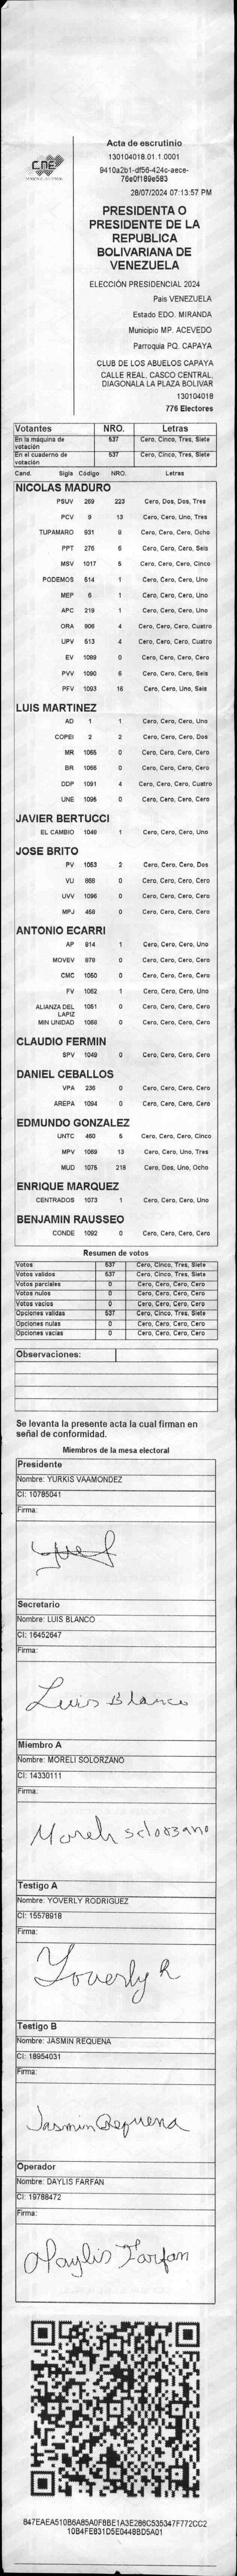 CNE
Acta de escrutinio
130104018.01.1.0001
9410a2b1-df56-424c-aece-
76e0f189e583
28/07/2024 07:13:57 PM
PRESIDENTA O
PRESIDENTE DE LA
REPUBLICA
BOLIVARIANA DE
VENEZUELA
ELECCIÓN PRESIDENCIAL 2024
País VENEZUELA
Estado EDO. MIRANDA
Municipio MP. ACEVEDO
Parroquia PQ. CAPAYA
CLUB DE LOS ABUELOS CAPAYA
CALLE REAL, CASCO CENTRAL,
DIAGONALA LA PLAZA BOLIVAR
130104018
776 Electores
Votantes NRO. Letras
En la máquina de votación 537 Cero, Cinco, Tres, Siete
En el cuaderno de votación 537 Cero, Cinco, Tres, Siete
Cand. Sigla Código NRO. Letras
NICOLAS MADURO
PSUV 269 223 Cero, Dos, Dos, Tres
PCV 9 13 Cero, Cero, Uno, Tres
TUPAMARO 931 8 Cero, Cero, Cero, Ocho
PPT 276 6 Cero, Cero, Cero, Seis
MSV 1017 5 Cero, Cero, Cero, Cinco
PODEMOS 514 1 Cero, Cero, Cero, Uno
MEP 6 1 Cero, Cero, Cero, Uno
APC 219 1 Cero, Cero, Cero, Uno
ORA 906 4 Cero, Cero, Cero, Cuatro
UPV 513 4 Cero, Cero, Cero, Cuatro
EV 1089 0 Cero, Cero, Cero, Cero
PVV 1090 6 Cero, Cero, Cero, Seis
PFV 1093 16 Cero, Cero, Uno, Seis
LUIS MARTINEZ
AD 1 1 Cero, Cero, Cero, Uno
COPEI 2 2 Cero, Cero, Cero, Dos
MR 1065 0 Cero, Cero, Cero, Cero
BR 1066 0 Cero, Cero, Cero, Cero
DDP 1091 4 Cero, Cero, Cero, Cuatro
UNE 1095 0 Cero, Cero, Cero, Cero
JAVIER BERTUCCI
EL CAMBIO 1048 1 Cero, Cero, Cero, Uno
JOSE BRITO
PV 1053 2 Cero, Cero, Cero, Dos
VU 868 0 Cero, Cero, Cero, Cero
UVV 1096 0 Cero, Cero, Cero, Cero
MPJ 458 0 Cero, Cero, Cero, Cero
ANTONIO ECARRI
AP 914 1 Cero, Cero, Cero, Uno
MOVEV 979 0 Cero, Cero, Cero, Cero
CMC 1050 0 Cero, Cero, Cero, Cero
FV 1052 1 Cero, Cero, Cero, Uno
ALIANZA DEL LAPIZ 1051 0 Cero, Cero, Cero, Cero
MIN UNIDAD 1068 0 Cero, Cero, Cero, Cero
CLAUDIO FERMIN
SPV 1049 0 Cero, Cero, Cero, Cero
DANIEL CEBALLOS
VPA 236 0 Cero, Cero, Cero, Cero
AREPA 1094 0 Cero, Cero, Cero, Cero
EDMUNDO GONZALEZ
UNTC 460 5 Cero, Cero, Cero, Cinco
MPV 1069 13 Cero, Cero, Uno, Tres
MUD 1075 218 Cero, Dos, Uno, Ocho
ENRIQUE MARQUEZ
CENTRADOS 1073 1 Cero, Cero, Cero, Uno
BENJAMIN RAUSSEO
CONDE 1092 0 Cero, Cero, Cero, Cero
Resumen de votos
Votos 537 Cero, Cinco, Tres, Siete
Votos validos 537 Cero, Cinco, Tres, Siete
Votos parciales 0 Cero, Cero, Cero, Cero
Votos nulos 0 Cero, Cero, Cero, Cero
Votos vacios 0 Cero, Cero, Cero, Cero
Opciones validas 537 Cero, Cinco, Tres, Siete
Opciones nulas 0 Cero, Cero, Cero, Cero
Opciones vacias 0 Cero, Cero, Cero, Cero
Observaciones:
Se levanta la presente acta la cual firman en
señal de conformidad.
Miembros de la mesa electoral
Presidente
Nombre: YURKIS VAAMONDEZ
CI: 10785041
Firma:
Secretario
Nombre: LUIS BLANCO
CI: 16452647
Firma:
Luis Blanco
Miembro A
Nombre: MORELI SOLORZANO
CI: 14330111
Firma:
Moreli solorzano
Testigo A
Nombre: YOVERLY RODRIGUEZ
CI: 15578918
Firma:
Yoverly R
Testigo B
Nombre: JASMIN REQUENA
CI: 18954031
Firma:
Jasmin Requena
Operador
Nombre: DAYLIS FARFAN
CI: 19788472
Firma:
Daylis Farfan
847EAEA510B6A85A0F8BE1A3E286C535347F772CC2
10B4FE831D5E0448BD5A01